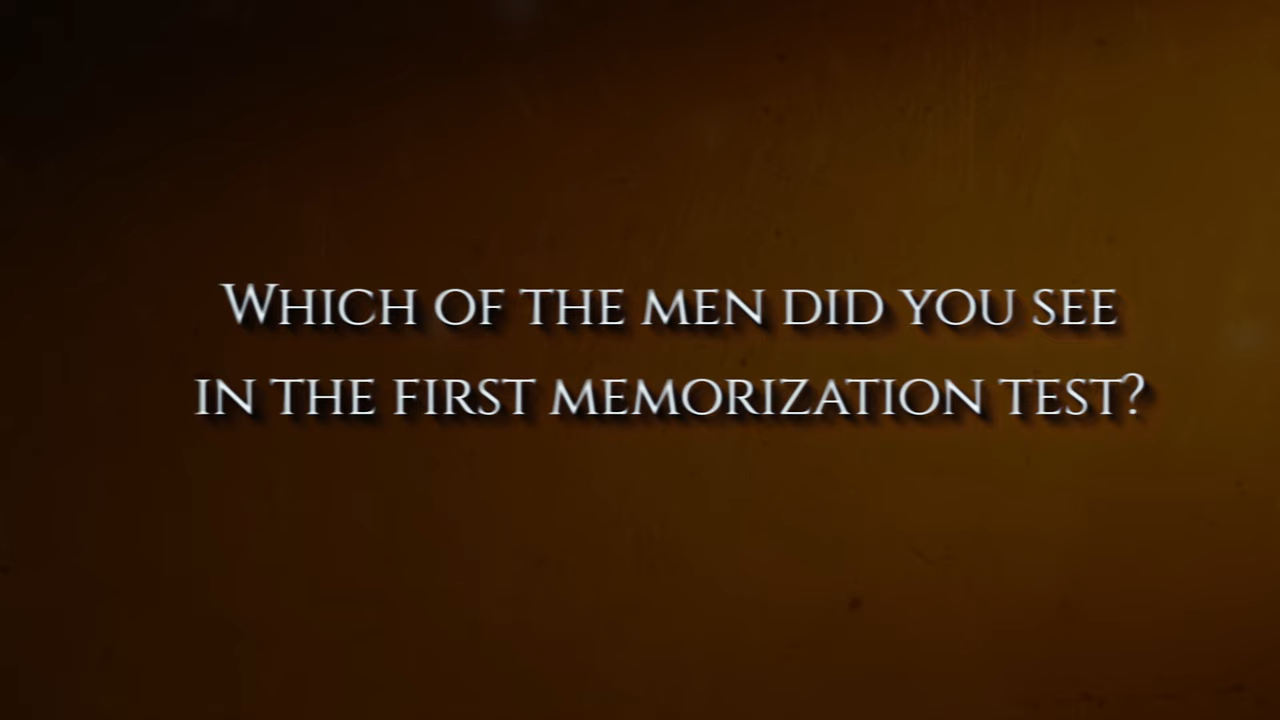 Which of the men did you see
in the first memorization test?